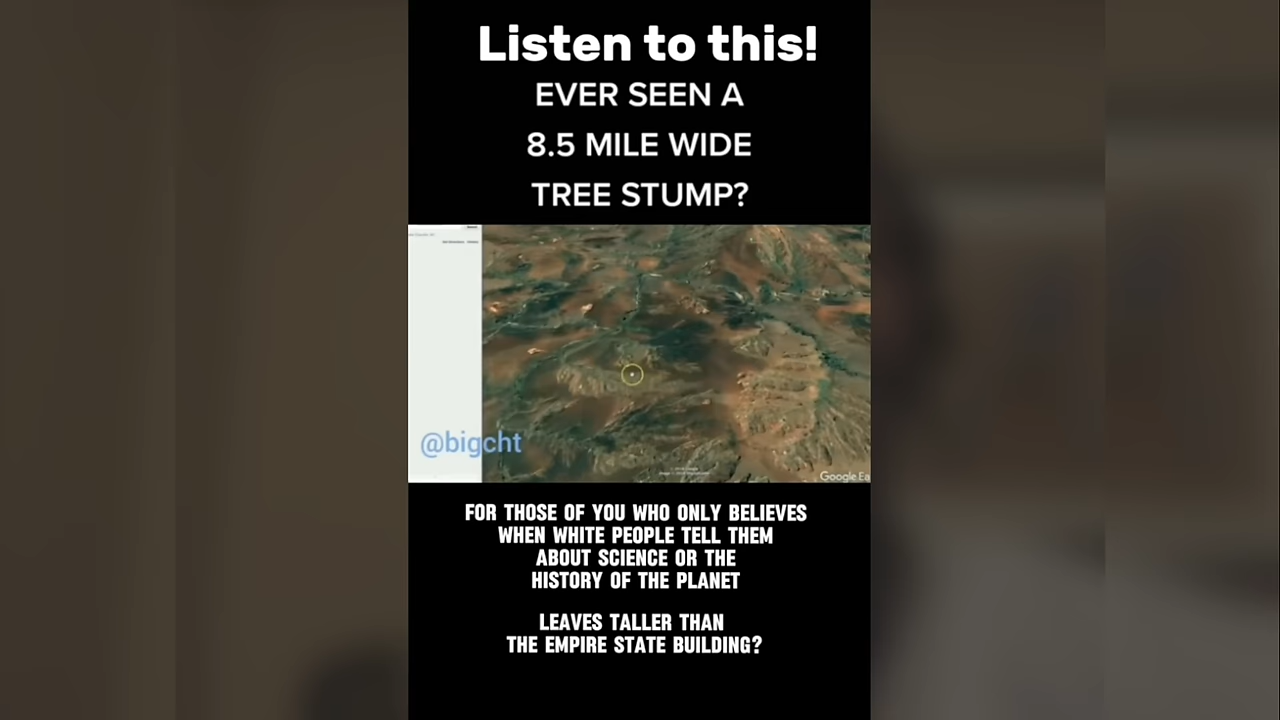 Listen to this!
EVER SEEN A
8.5 MILE WIDE
TREE STUMP?
@bigcht
Google Ea
FOR THOSE OF YOU WHO ONLY BELIEVES
WHEN WHITE PEOPLE TELL THEM
ABOUT SCIENCE OR THE
HISTORY OF THE PLANET
LEAVES TALLER THAN
THE EMPIRE STATE BUILDING?